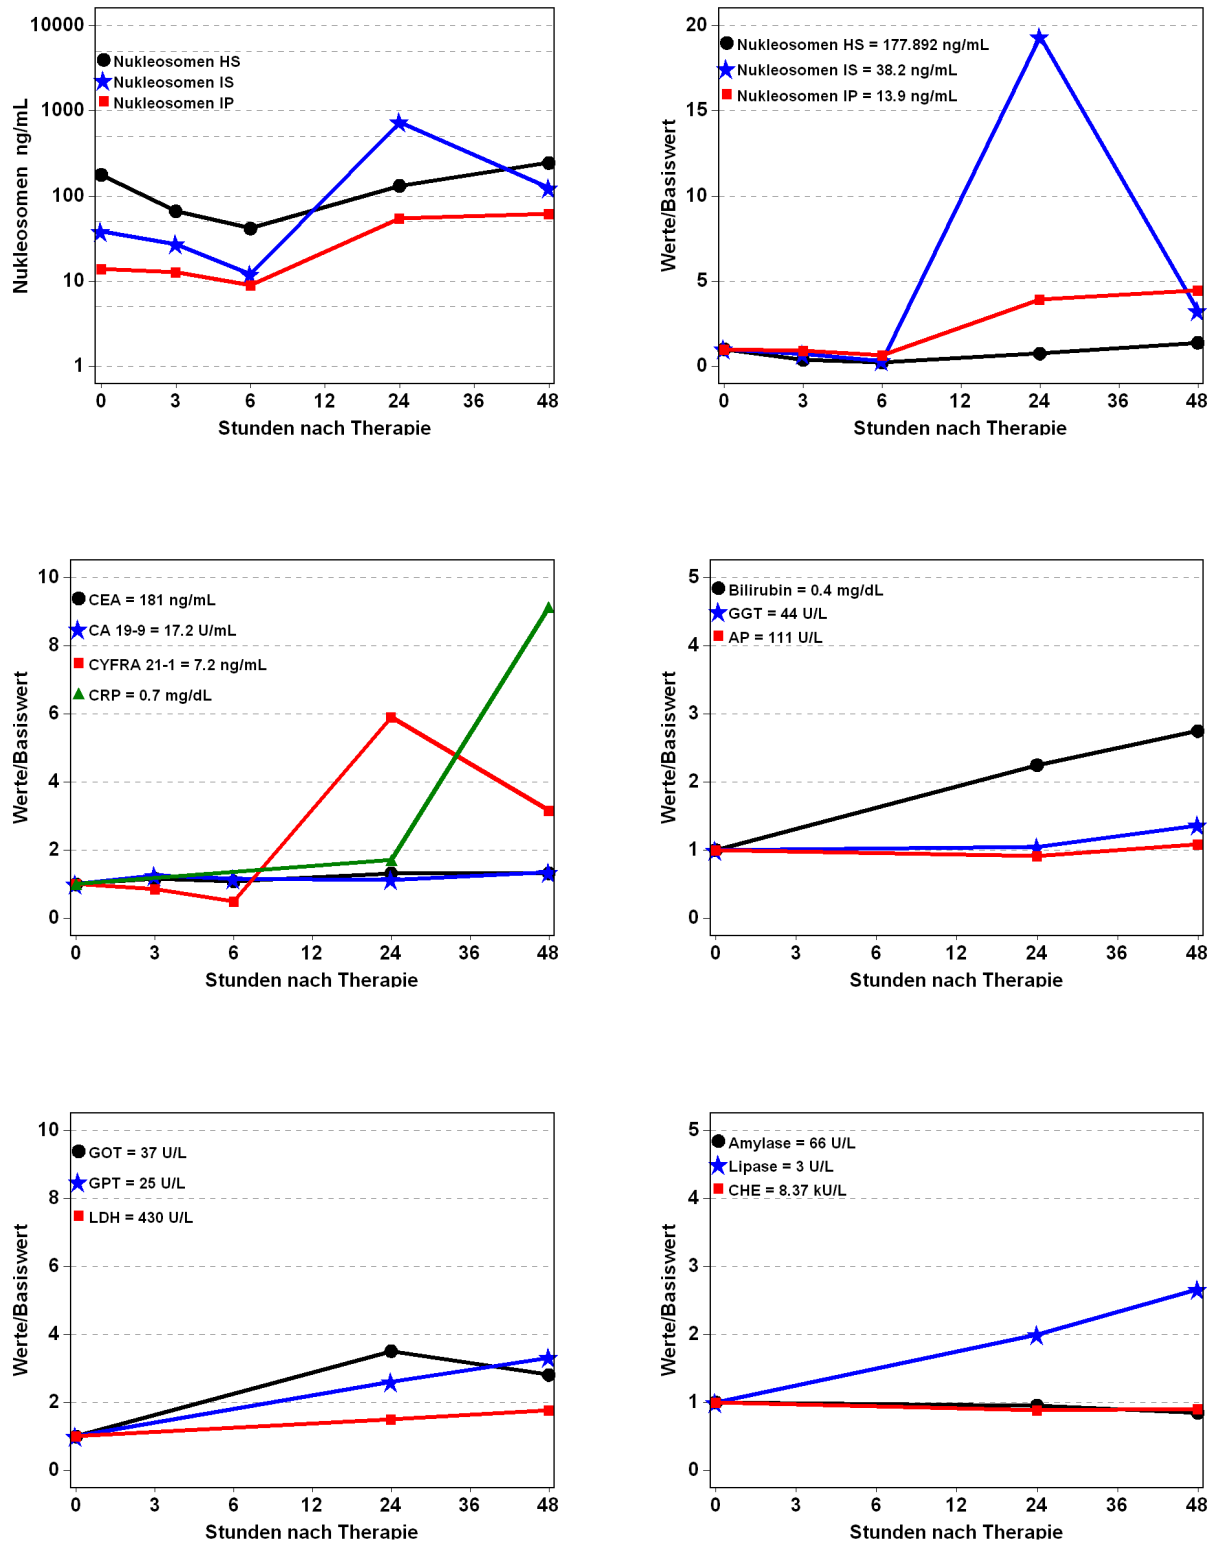 10000
1000
100
10
1
Nukleosomen ng/mL
Nukleosomen HS
Nukleosomen IS
Nukleosomen IP
0 3 6 12 24 36 48
Stunden nach Therapie
20
15
10
5
0
Werte/Basiswert
Nukleosomen HS = 177.892 ng/mL
Nukleosomen IS = 38.2 ng/mL
Nukleosomen IP = 13.9 ng/mL
0 3 6 12 24 36 48
Stunden nach Therapie
10
8
6
4
2
0
Werte/Basiswert
CEA = 181 ng/mL
CA 19-9 = 17.2 U/mL
CYFRA 21-1 = 7.2 ng/mL
CRP = 0.7 mg/dL
0 3 6 12 24 36 48
Stunden nach Therapie
5
4
3
2
1
0
Werte/Basiswert
Bilirubin = 0.4 mg/dL
GGT = 44 U/L
AP = 111 U/L
0 3 6 12 24 36 48
Stunden nach Therapie
10
8
6
4
2
0
Werte/Basiswert
GOT = 37 U/L
GPT = 25 U/L
LDH = 430 U/L
0 3 6 12 24 36 48
Stunden nach Therapie
5
4
3
2
1
0
Werte/Basiswert
Amylase = 66 U/L
Lipase = 3 U/L
CHE = 8.37 kU/L
0 3 6 12 24 36 48
Stunden nach Therapie